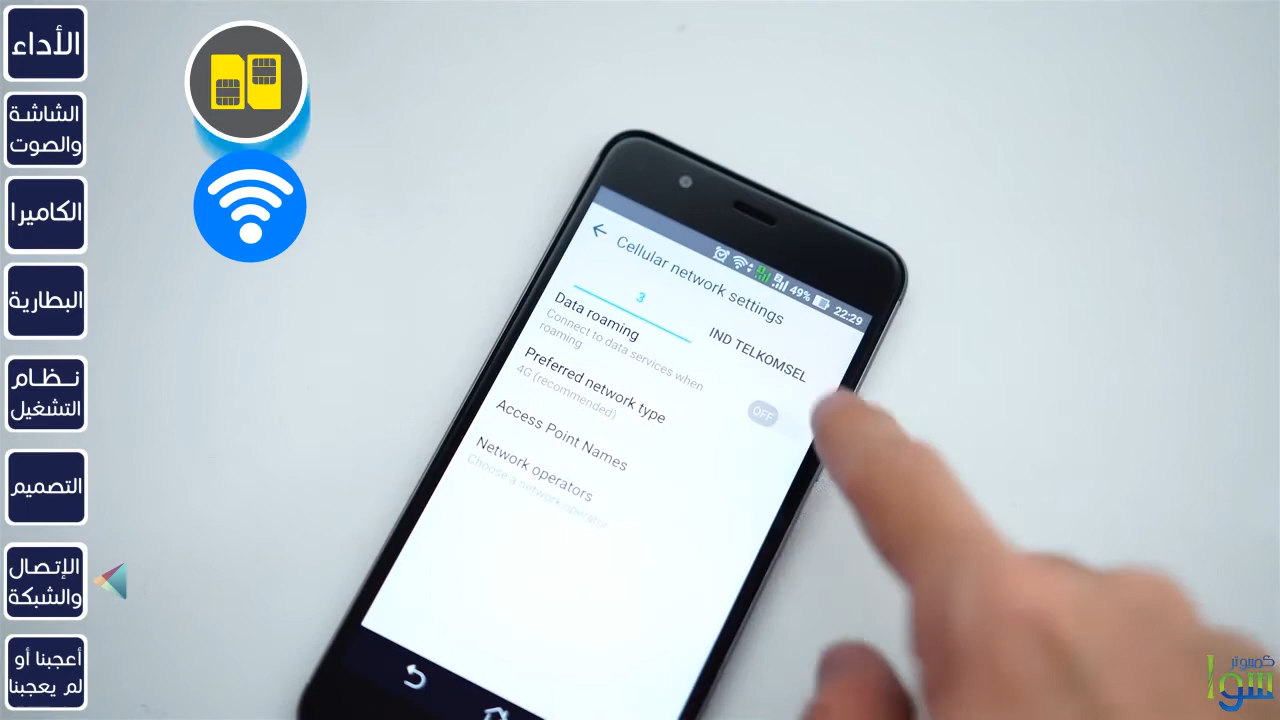 الأداء
الشاشة
والصوت
الكاميرا
البطارية
نظام
التشغيل
التصميم
الإتصال
والشبكة
أعجبنا أو
لم يعجبنا
49% 22:29
Cellular network settings
3
IND TELKOMSEL
Data roaming
Connect to data services when
roaming
OFF
Preferred network type
4G (recommended)
Access Point Names
Network operators
Choose a network operator
كمبيوتر
سوا